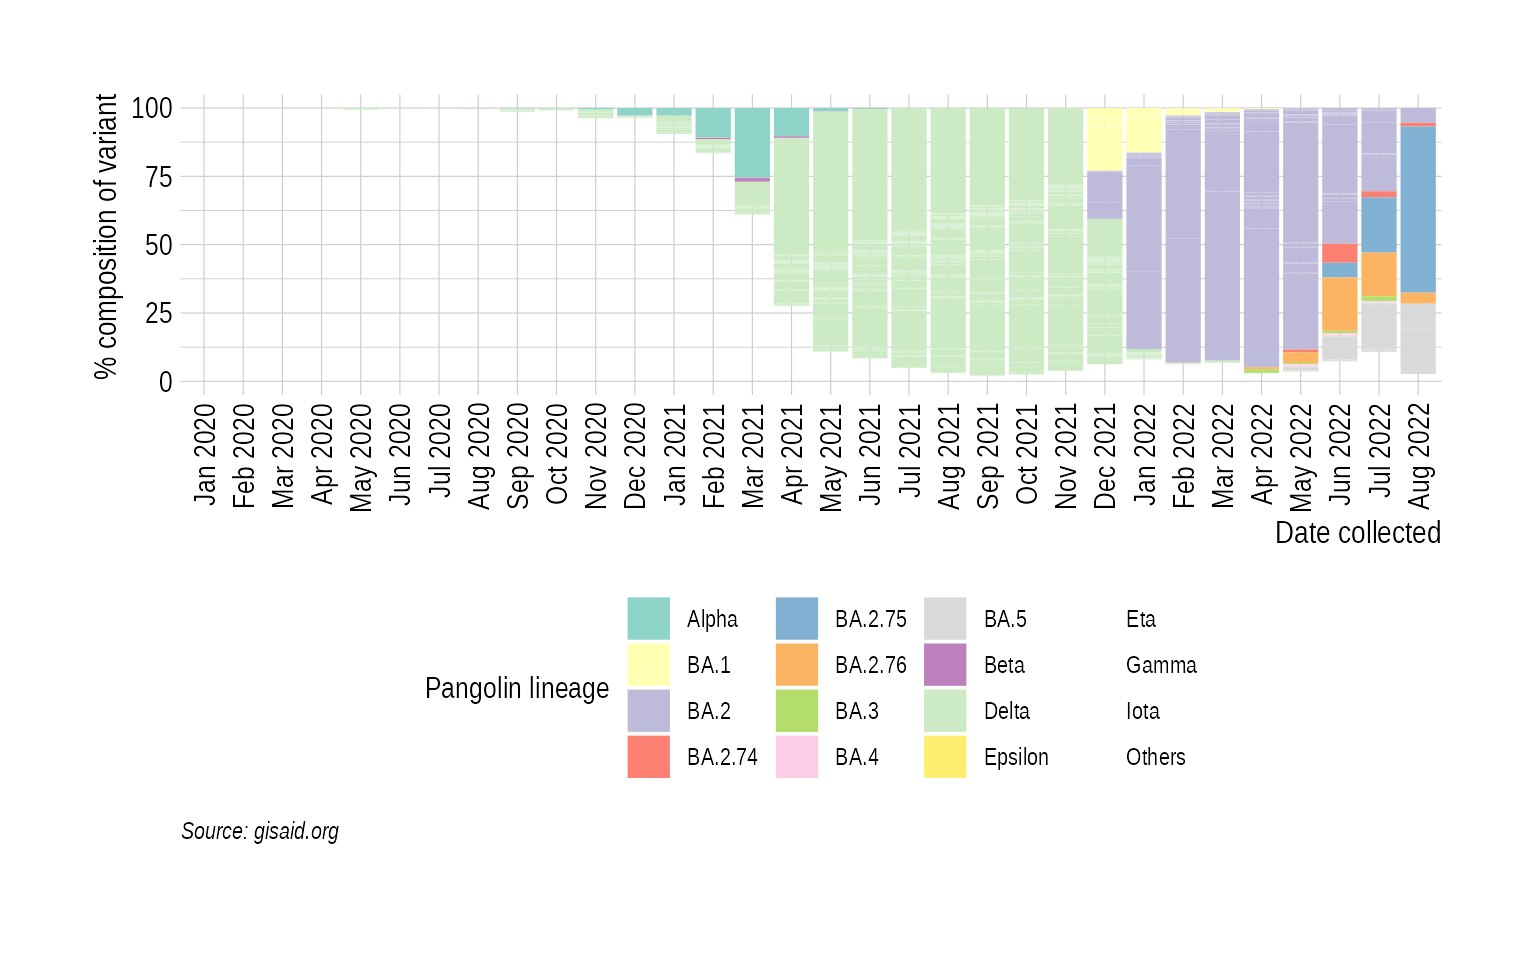 % composition of variant
100
75
50
25
0
Jan 2020
Feb 2020
Mar 2020
Apr 2020
May 2020
Jun 2020
Jul 2020
Aug 2020
Sep 2020
Oct 2020
Nov 2020
Dec 2020
Jan 2021
Feb 2021
Mar 2021
Apr 2021
May 2021
Jun 2021
Jul 2021
Aug 2021
Sep 2021
Oct 2021
Nov 2021
Dec 2021
Jan 2022
Feb 2022
Mar 2022
Apr 2022
May 2022
Jun 2022
Jul 2022
Aug 2022
Date collected
Pangolin lineage
Alpha
BA.1
BA.2
BA.2.74
BA.2.75
BA.2.76
BA.3
BA.4
BA.5
Beta
Delta
Epsilon
Eta
Gamma
Iota
Others
Source: gisaid.org